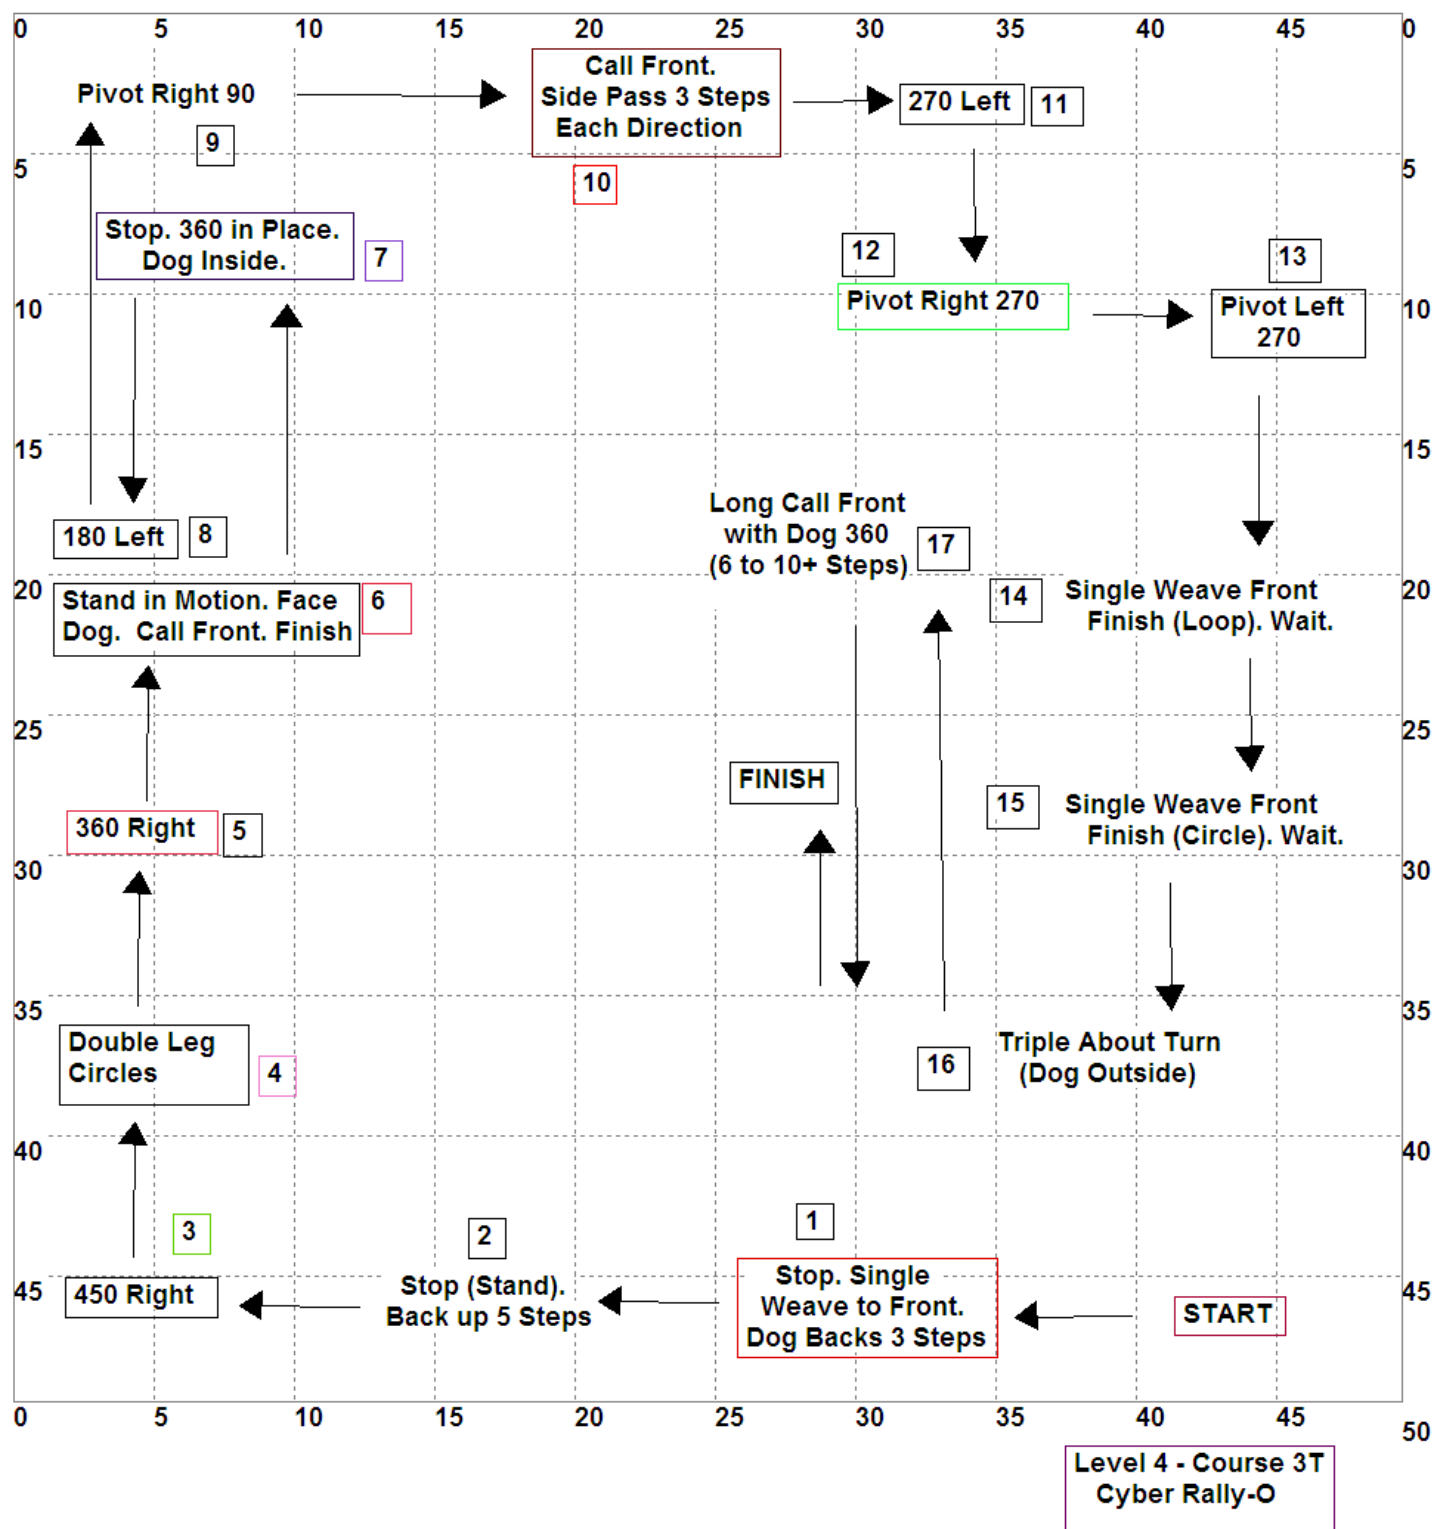 0 5 10 15 20 25 30 35 40 45 0
Pivot Right 90
Call Front.
Side Pass 3 Steps
Each Direction
270 Left
11
9
5
5
10
Stop. 360 in Place.
Dog Inside.
7
12
13
10
Pivot Right 270
Pivot Left
270
10
15
15
Long Call Front
with Dog 360
(6 to 10+ Steps)
17
180 Left
8
20
Stand in Motion. Face
Dog.  Call Front. Finish
6
14
Single Weave Front
Finish (Loop). Wait.
20
25
25
FINISH
15
Single Weave Front
Finish (Circle). Wait.
360 Right
5
30
30
35
35
Double Leg
Circles
4
16
Triple About Turn
(Dog Outside)
40
40
3
2
1
45
450 Right
Stop (Stand).
Back up 5 Steps
Stop. Single
Weave to Front.
Dog Backs 3 Steps
START
45
0 5 10 15 20 25 30 35 40 45 50
Level 4 - Course 3T
Cyber Rally-O